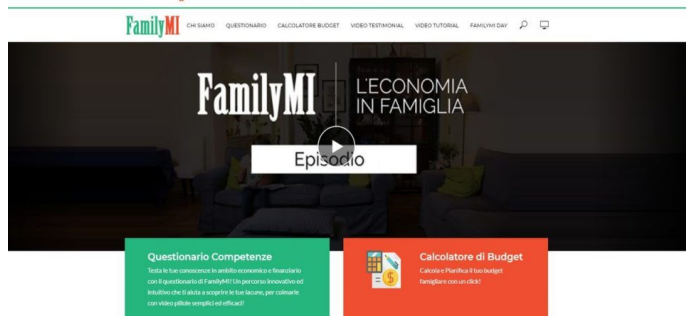 FamilyMI CHI SIAMO QUESTIONARIO CALCOLATORE BUDGET VIDEO TESTIMONIAL VIDEO TUTORIAL FAMILYMI DAY
FamilyMI
L'ECONOMIA
IN FAMIGLIA
Episodio
Questionario Competenze
Testa le tue conoscenze in ambito economico e finanziario
con il questionario di FamilyMI! Un percorso innovativo ed
intuitivo che ti aiuta a scoprire le tue lacune, per colmarle
con video pillole semplici ed efficaci!
Calcolatore di Budget
Calcola e Pianifica il tuo budget
famigliare con un click!